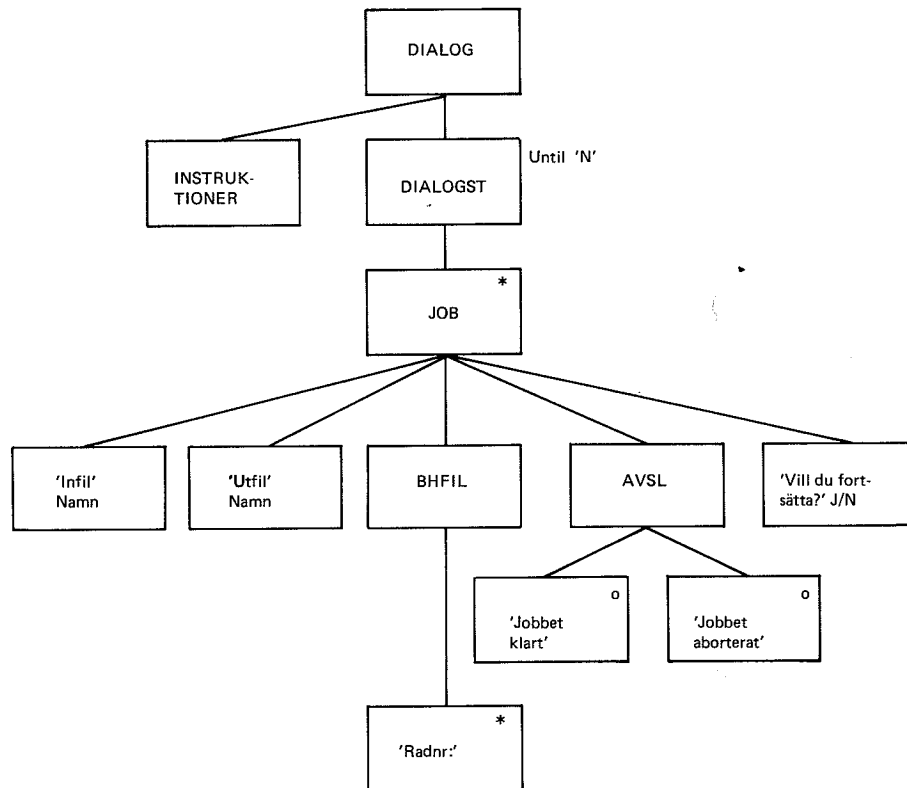 DIALOG
INSTRUK-
TIONER
DIALOGST
Until 'N'
*
JOB
'Infil'
Namn
'Utfil'
Namn
BHFIL
AVSL
'Vill du fort-
sätta?' J/N
o
'Jobbet
klart'
o
'Jobbet
aborterat'
*
'Radnr:'